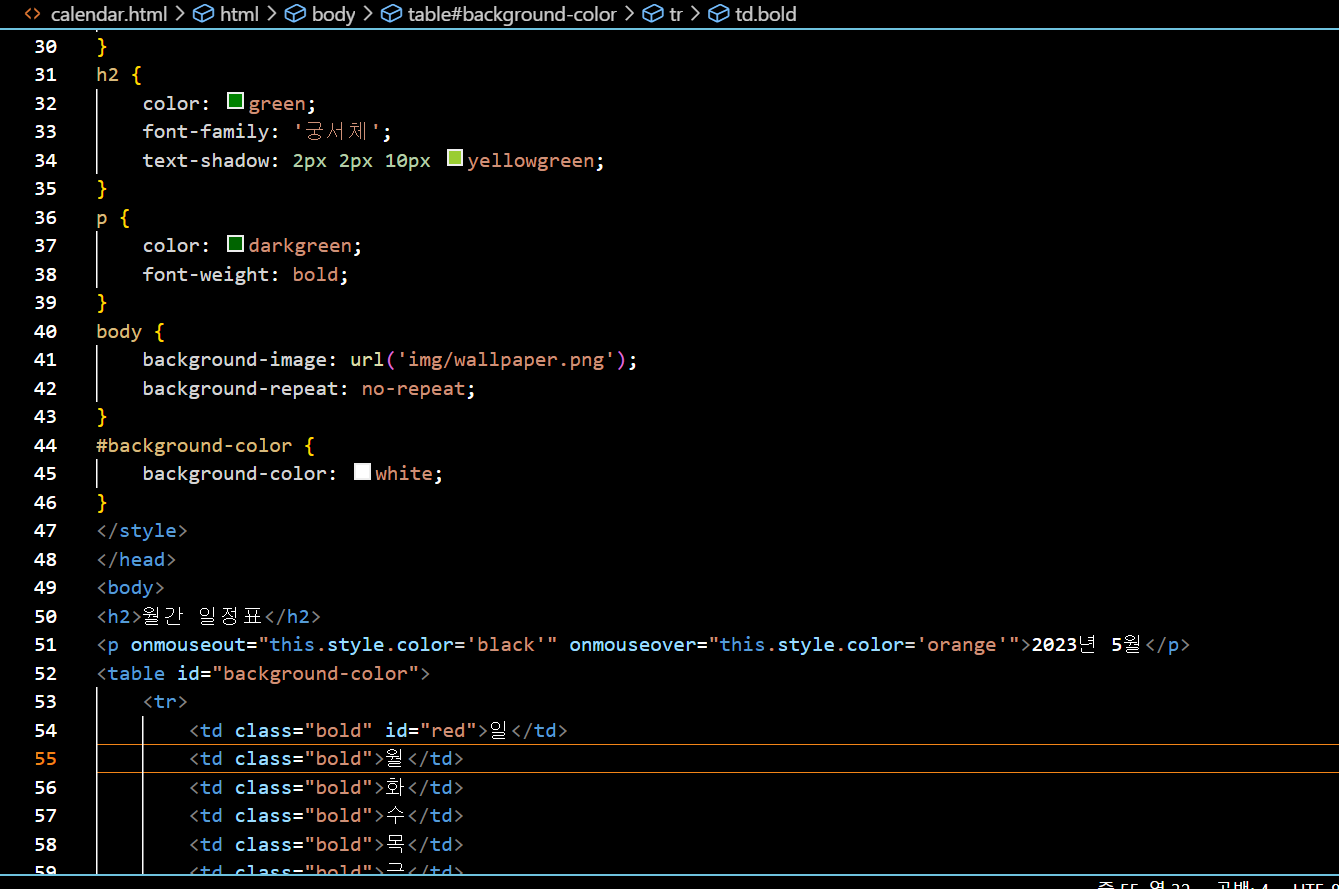 calendar.html > html > body > table#background-color > tr > td.bold
30 }
31 h2 {
32 color: green;
33 font-family: '궁서체';
34 text-shadow: 2px 2px 10px yellowgreen;
35 }
36 p {
37 color: darkgreen;
38 font-weight: bold;
39 }
40 body {
41 background-image: url('img/wallpaper.png');
42 background-repeat: no-repeat;
43 }
44 #background-color {
45 background-color: white;
46 }
47 </style>
48 </head>
49 <body>
50 <h2>월간 일정표</h2>
51 <p onmouseout="this.style.color='black'" onmouseover="this.style.color='orange'">2023년 5월</p>
52 <table id="background-color">
53 <tr>
54 <td class="bold" id="red">일</td>
55 <td class="bold">월</td>
56 <td class="bold">화</td>
57 <td class="bold">수</td>
58 <td class="bold">목</td>
59 <td class="bold">금</td>
줄 55, 열 32 공백: 4